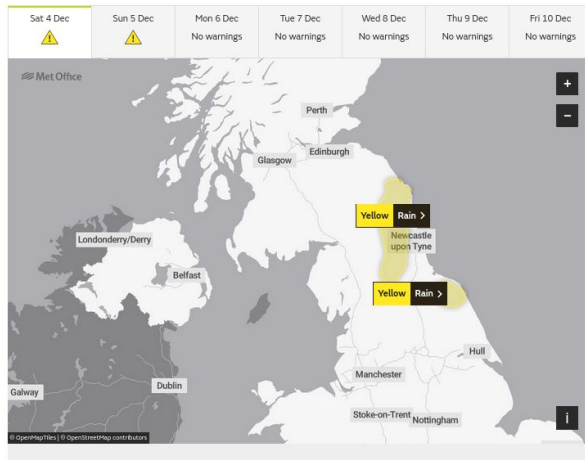 Sat 4 Dec
Sun 5 Dec
Mon 6 Dec
No warnings
Tue 7 Dec
No warnings
Wed 8 Dec
No warnings
Thu 9 Dec
No warnings
Fri 10 Dec
No warnings
Met Office
+
−
Perth
Edinburgh
Glasgow
Yellow Rain >
Newcastle
upon Tyne
Londonderry/Derry
Belfast
Yellow Rain >
Hull
Manchester
Dublin
Galway
Stoke-on-Trent
Nottingham
i
© OpenMapTiles | © OpenStreetMap contributors